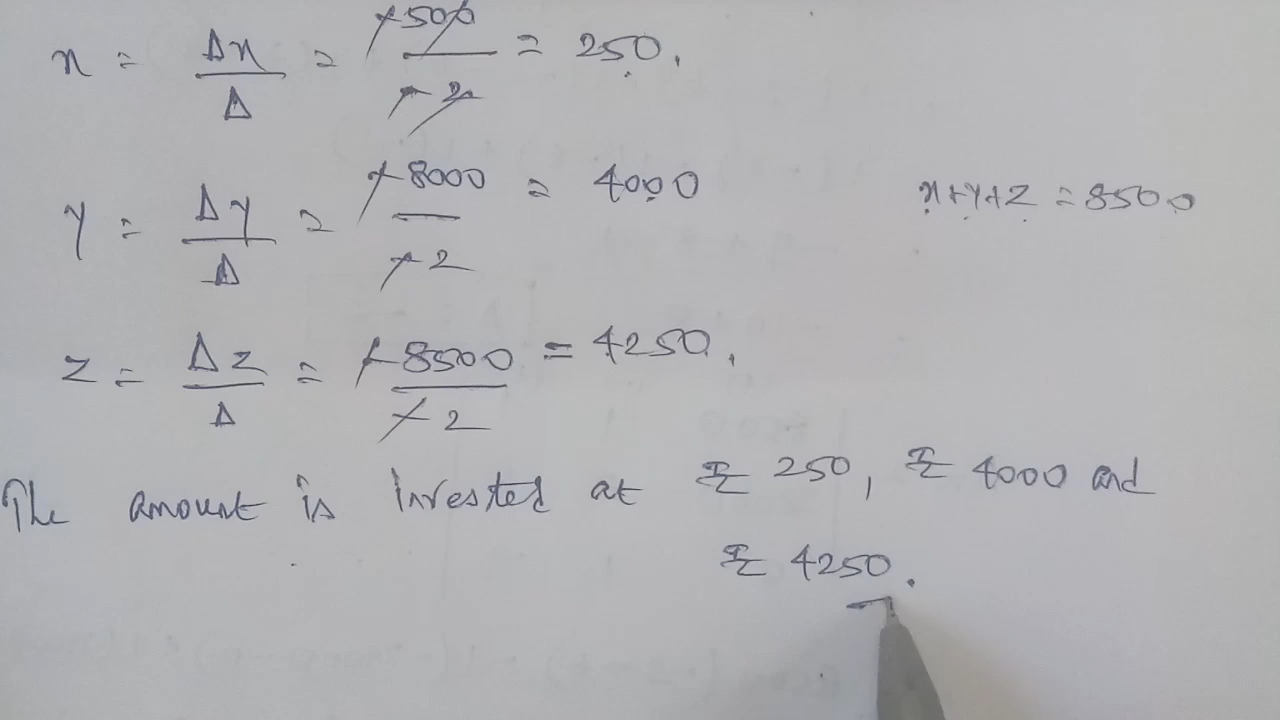 x = Δx/Δ = -500/-2 = 250.
y = Δy/Δ = -8000/-2 = 4000
x+y+z = 8500
z = Δz/Δ = -8500/-2 = 4250.
The amount is invested at ₹ 250, ₹ 4000 and
₹ 4250.